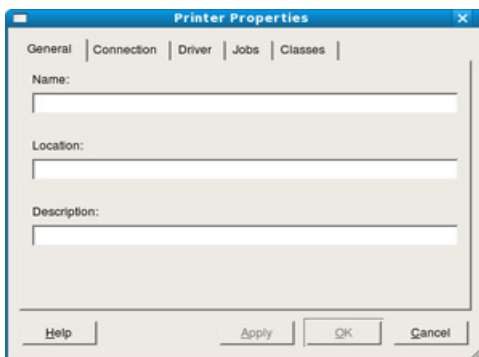 Printer Properties
General Connection Driver Jobs Classes
Name:
Location:
Description:
Help Apply OK Cancel